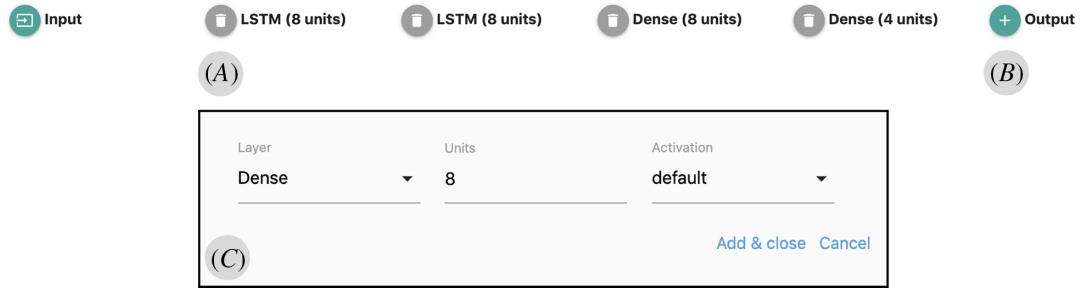 Input LSTM (8 units) LSTM (8 units) Dense (8 units) Dense (4 units) + Output
(A) (B)
Layer Units Activation
Dense 8 default
Add & close Cancel
(C)